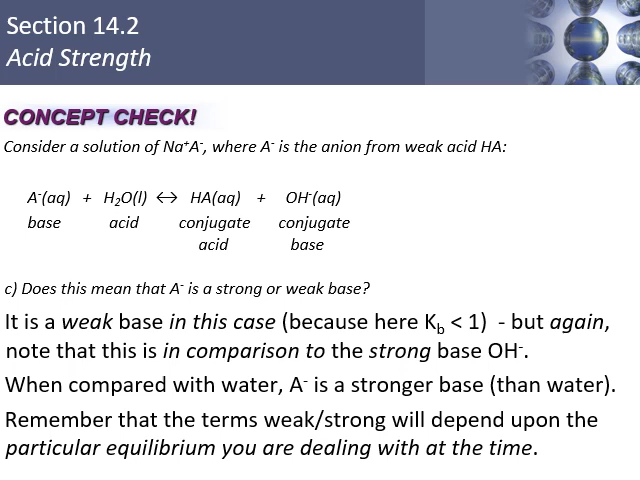 Section 14.2
Acid Strength
CONCEPT CHECK!
Consider a solution of Na⁺A⁻, where A⁻ is the anion from weak acid HA:
A⁻(aq) + H₂O(l) ↔ HA(aq) + OH⁻(aq)
base acid conjugate conjugate
acid base
c) Does this mean that A⁻ is a strong or weak base?
It is a weak base in this case (because here K_b < 1) - but again,
note that this is in comparison to the strong base OH⁻.
When compared with water, A⁻ is a stronger base (than water).
Remember that the terms weak/strong will depend upon the
particular equilibrium you are dealing with at the time.